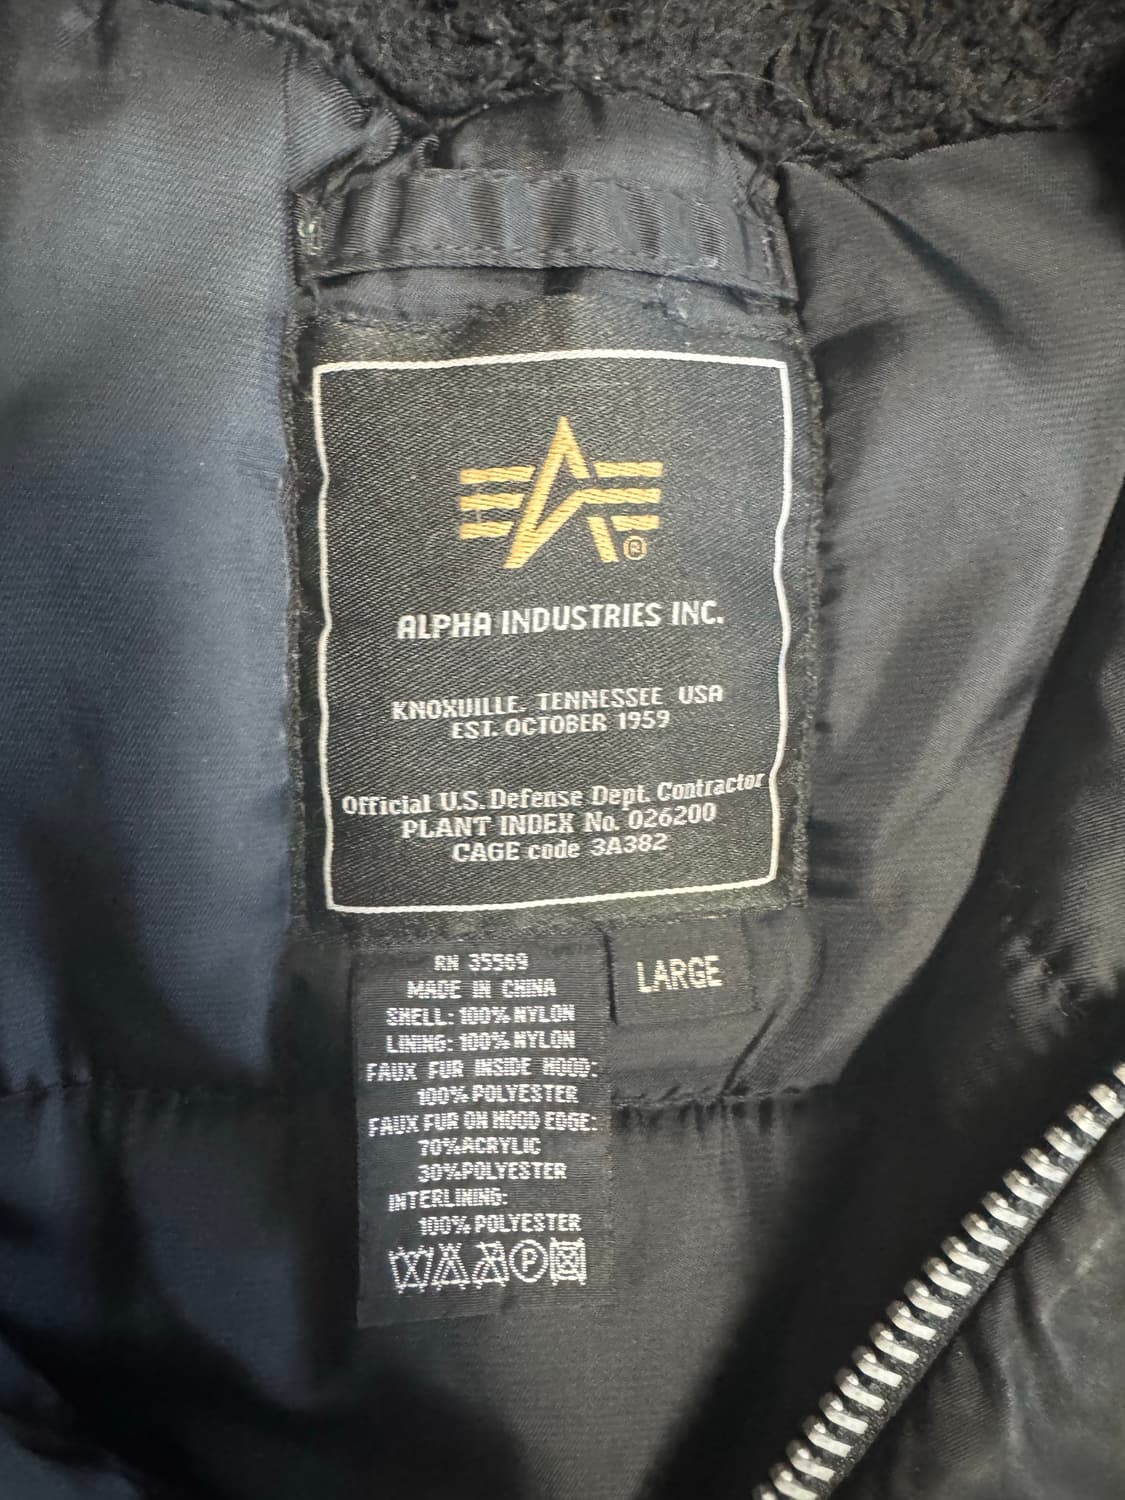 ®
ALPHA INDUSTRIES INC.
KNOXVILLE. TENNESSEE USA
EST. OCTOBER 1959
Official U.S. Defense Dept. Contractor
PLANT INDEX No. 026200
CAGE code 3A382
RN 35569
LARGE
MADE IN CHINA
SHELL: 100% NYLON
LINING: 100% NYLON
FAUX FUR INSIDE HOOD:
100% POLYESTER
FAUX FUR ON HOOD EDGE:
70%ACRYLIC
30%POLYESTER
INTERLINING:
100% POLYESTER
P